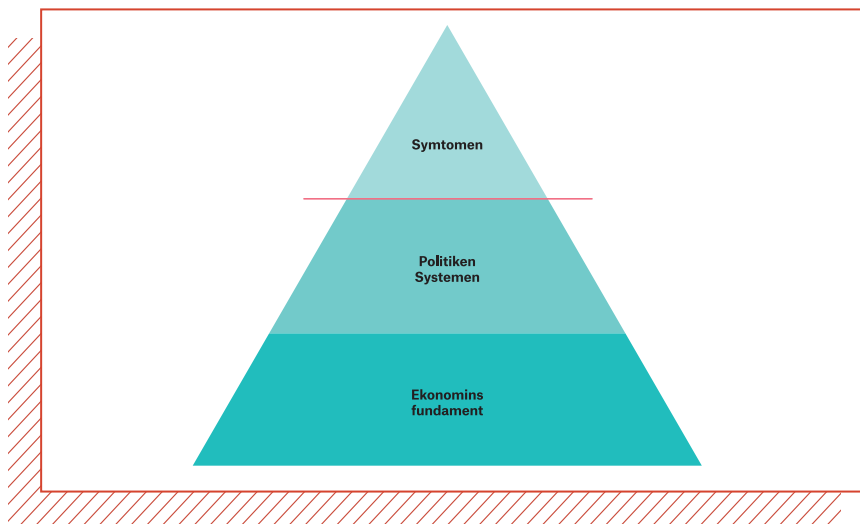 Symtomen
Politiken
Systemen
Ekonomins
fundament